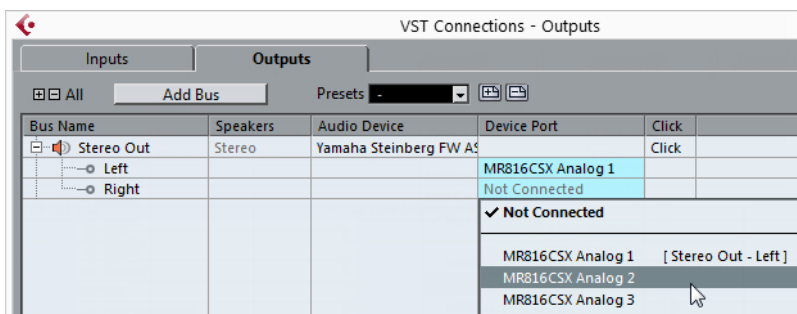 VST Connections - Outputs
Inputs Outputs
All Add Bus Presets -
Bus Name Speakers Audio Device Device Port Click
Stereo Out Stereo Yamaha Steinberg FW AS Click
Left MR816CSX Analog 1
Right Not Connected
✓ Not Connected
MR816CSX Analog 1 [ Stereo Out - Left ]
MR816CSX Analog 2
MR816CSX Analog 3